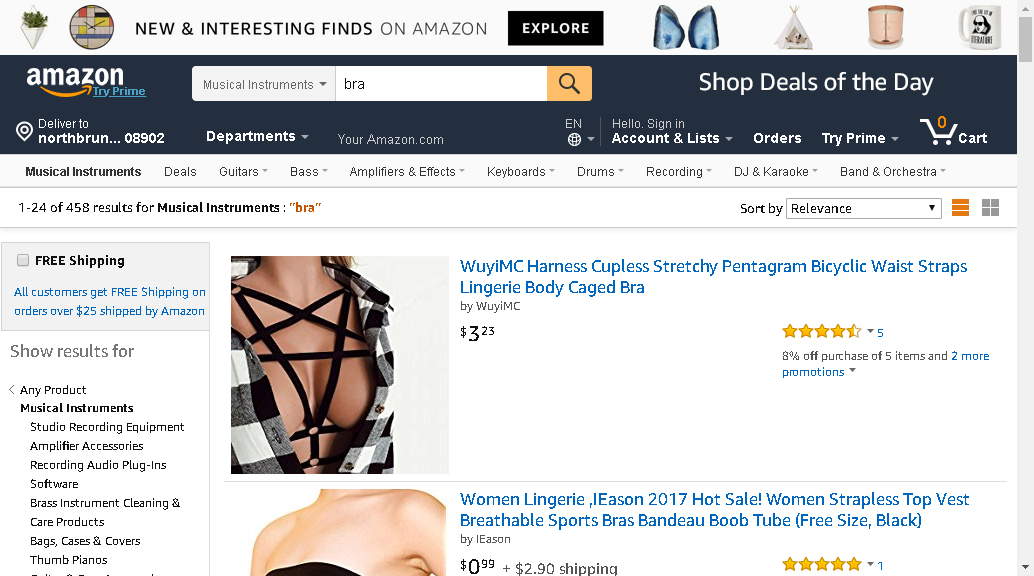 NEW & INTERESTING FINDS ON AMAZON EXPLORE
amazon
Try Prime
Musical Instruments bra
Shop Deals of the Day
Deliver to
northbrun... 08902
Departments
Your Amazon.com
EN
Hello. Sign in
Account & Lists
Orders
Try Prime
0
Cart
Musical Instruments Deals Guitars Bass Amplifiers & Effects Keyboards Drums Recording DJ & Karaoke Band & Orchestra
1-24 of 458 results for Musical Instruments : "bra"
Sort by Relevance
FREE Shipping
All customers get FREE Shipping on
orders over $25 shipped by Amazon
Show results for
Any Product
Musical Instruments
Studio Recording Equipment
Amplifier Accessories
Recording Audio Plug-Ins
Software
Brass Instrument Cleaning &
Care Products
Bags, Cases & Covers
Thumb Pianos
WuyiMC Harness Cupless Stretchy Pentagram Bicyclic Waist Straps
Lingerie Body Caged Bra
by WuyiMC
$3 23
5
8% off purchase of 5 items and 2 more
promotions
Women Lingerie ,IEason 2017 Hot Sale! Women Strapless Top Vest
Breathable Sports Bras Bandeau Boob Tube (Free Size, Black)
by IEason
$0 99 + $2.90 shipping
1